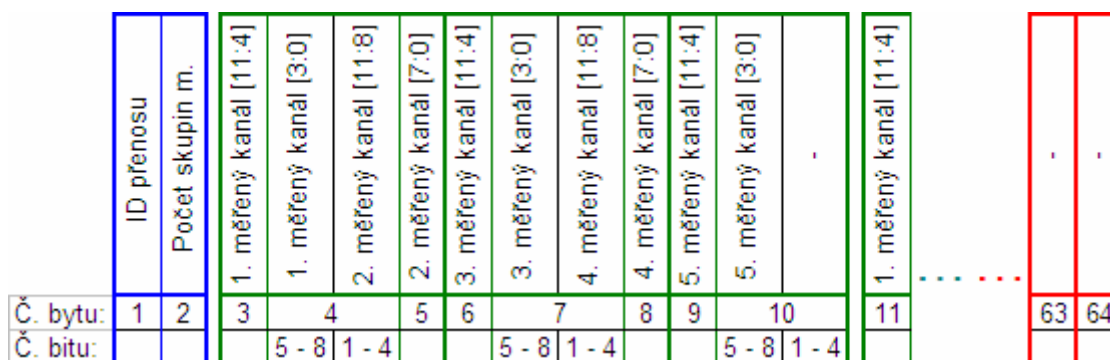 ID přenosu
Počet skupin m.
1. měřený kanál [11:4]
1. měřený kanál [3:0]
2. měřený kanál [11:8]
2. měřený kanál [7:0]
3. měřený kanál [11:4]
3. měřený kanál [3:0]
4. měřený kanál [11:8]
4. měřený kanál [7:0]
5. měřený kanál [11:4]
5. měřený kanál [3:0]
-
1. měřený kanál [11:4]
. . . . . .
-
-
Č. bytu: 1 2 3 4 5 6 7 8 9 10 11 63 64
Č. bitu: 5 - 8 1 - 4 5 - 8 1 - 4 5 - 8 1 - 4